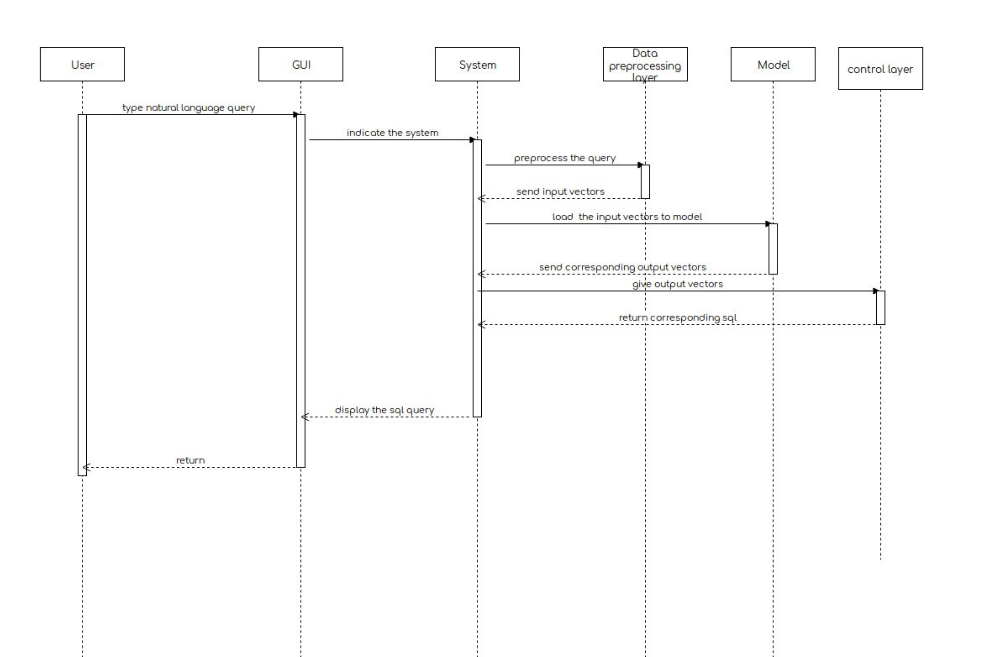 User
GUI
System
Data
preprocessing
layer
Model
control layer
type natural language query
indicate the system
preprocess the query
send input vectors
load the input vectors to model
send corresponding output vectors
give output vectors
return corresponding sql
display the sql query
return